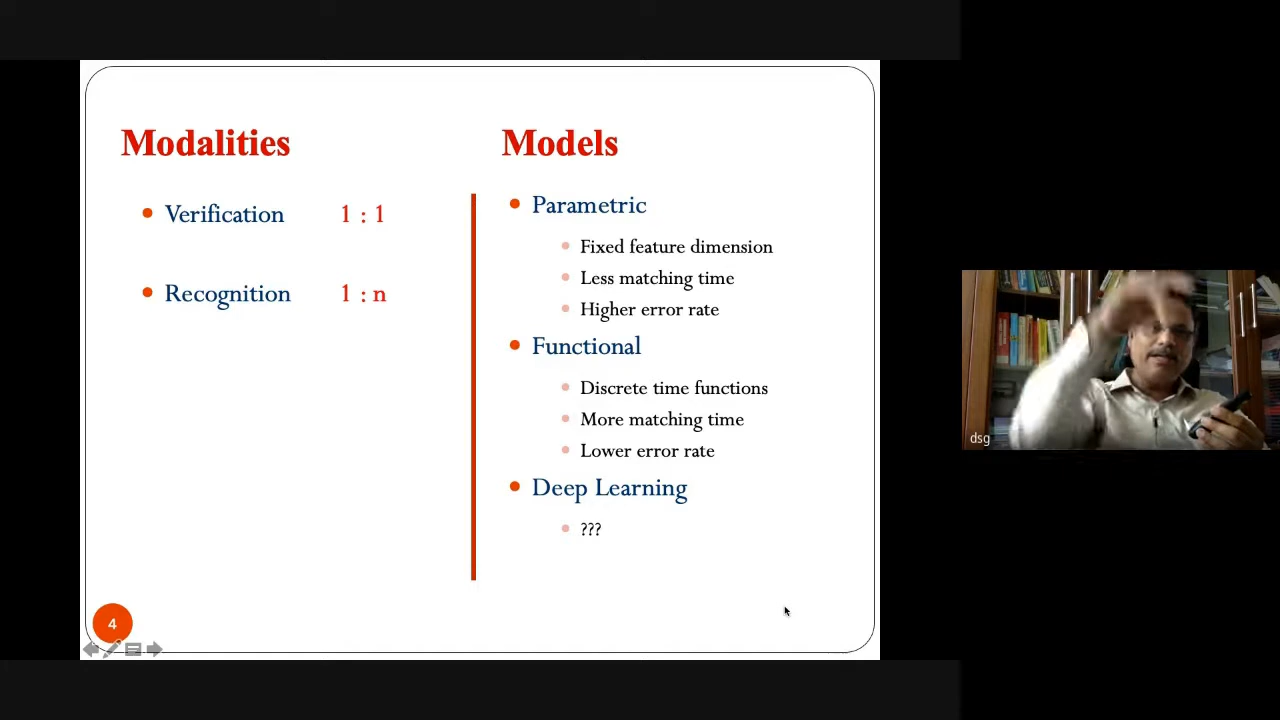 Modalities
Verification 1 : 1
Recognition 1 : n
Models
Parametric
Fixed feature dimension
Less matching time
Higher error rate
Functional
Discrete time functions
More matching time
Lower error rate
Deep Learning
???
4
dsg